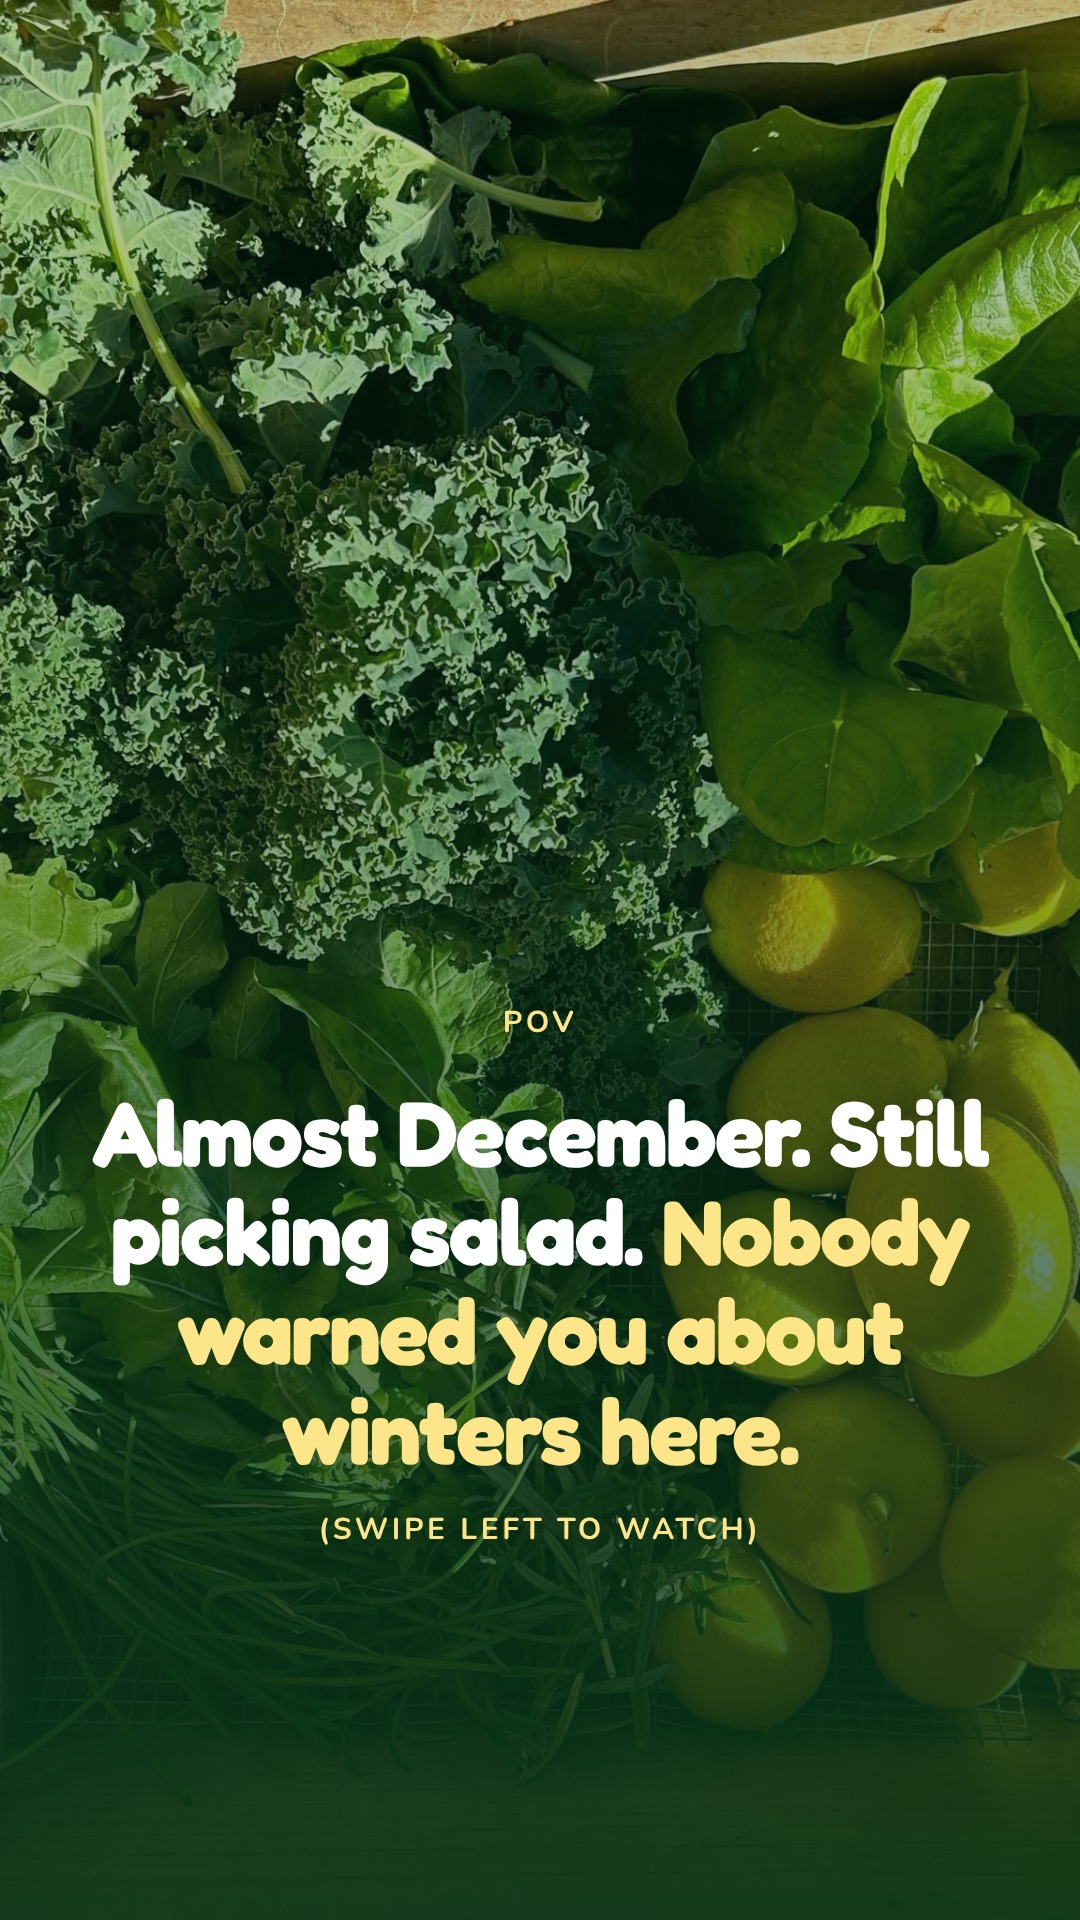 POV
Almost December. Still
picking salad. Nobody
warned you about
winters here.
(SWIPE LEFT TO WATCH)